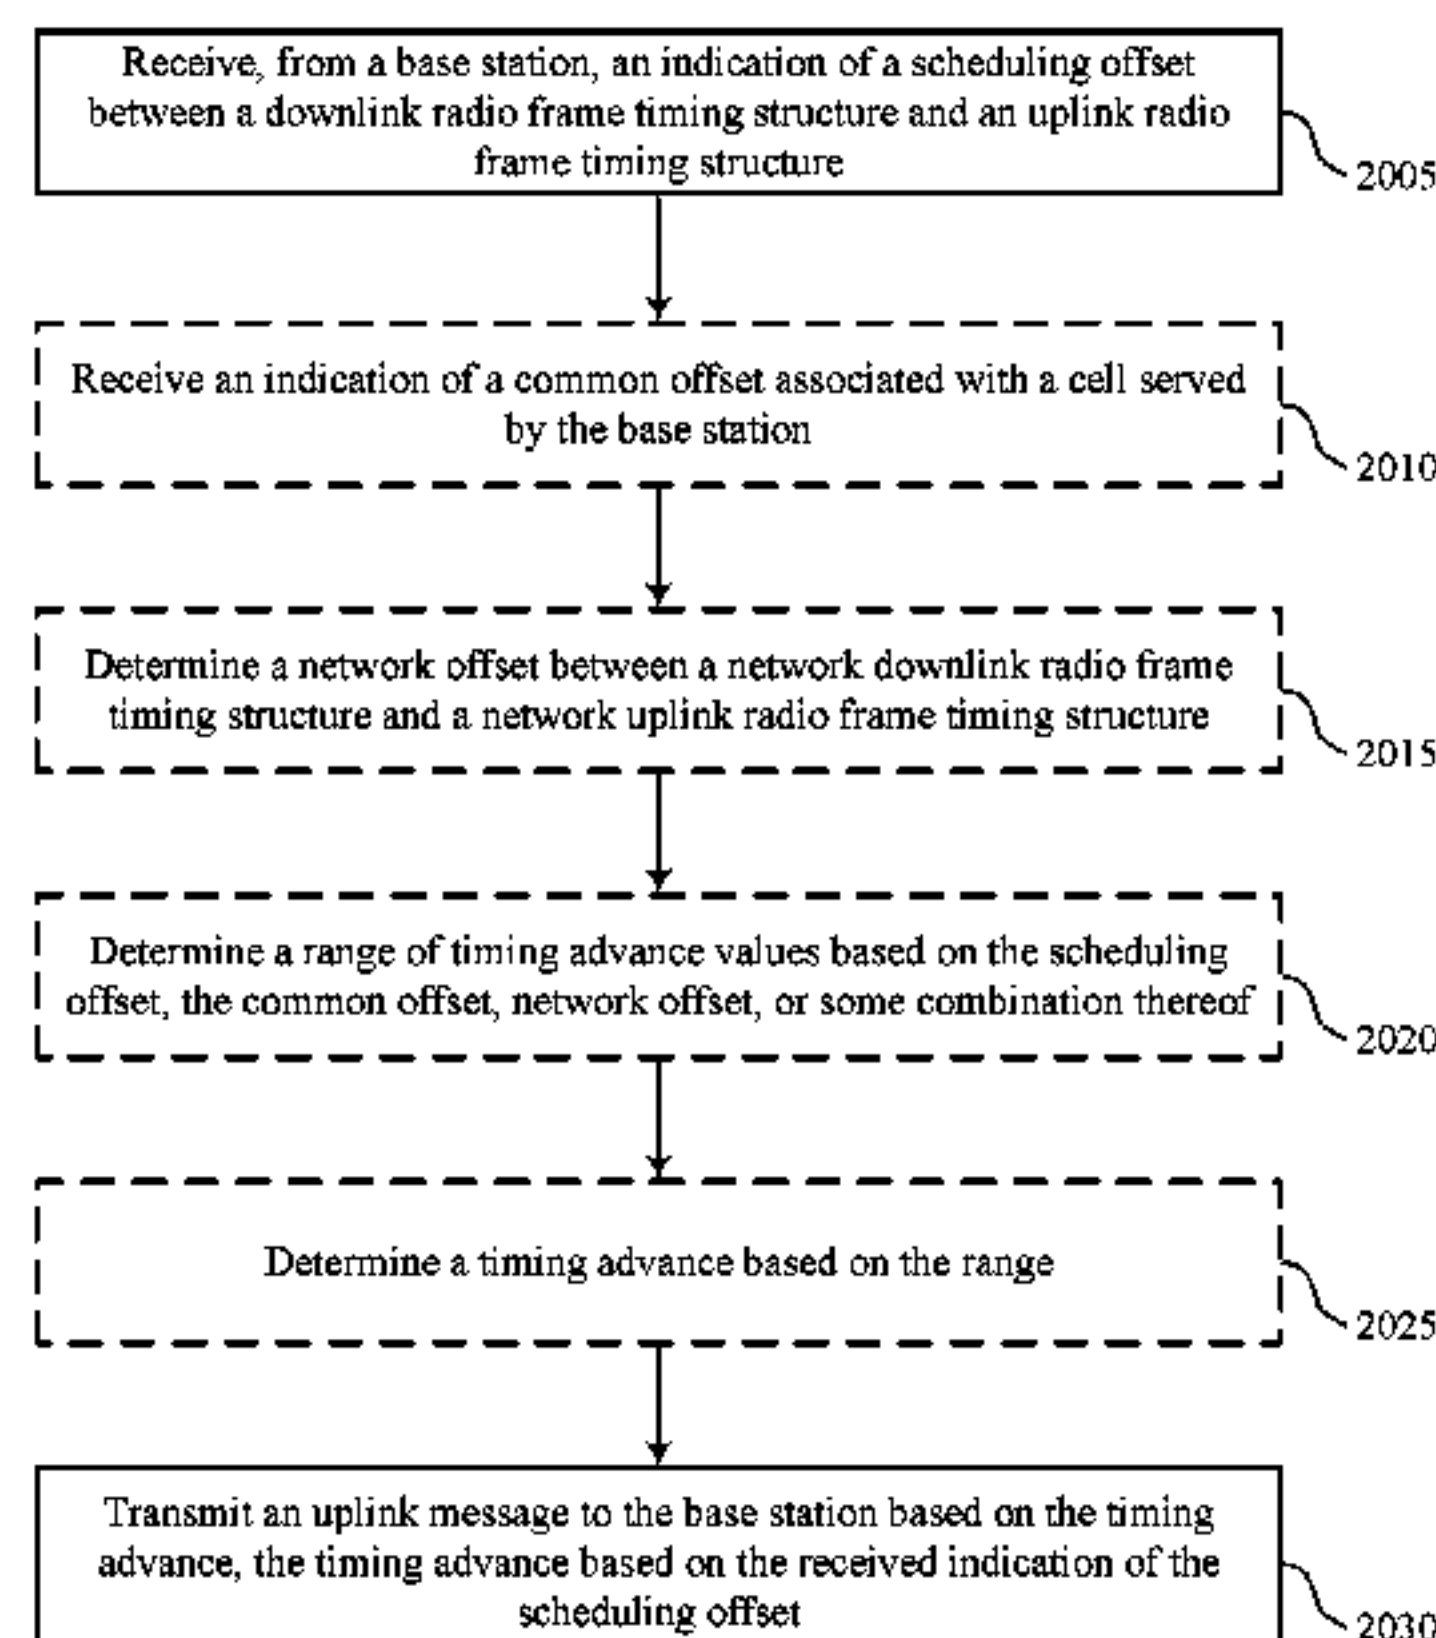 Receive, from a base station, an indication of a scheduling offset
between a downlink radio frame timing structure and an uplink radio
frame timing structure
2005
Receive an indication of a common offset associated with a cell served
by the base station
2010
Determine a network offset between a network downlink radio frame
timing structure and a network uplink radio frame timing structure
2015
Determine a range of timing advance values based on the scheduling
offset, the common offset, network offset, or some combination thereof
2020
Determine a timing advance based on the range
2025
Transmit an uplink message to the base station based on the timing
advance, the timing advance based on the received indication of the
scheduling offset
2030